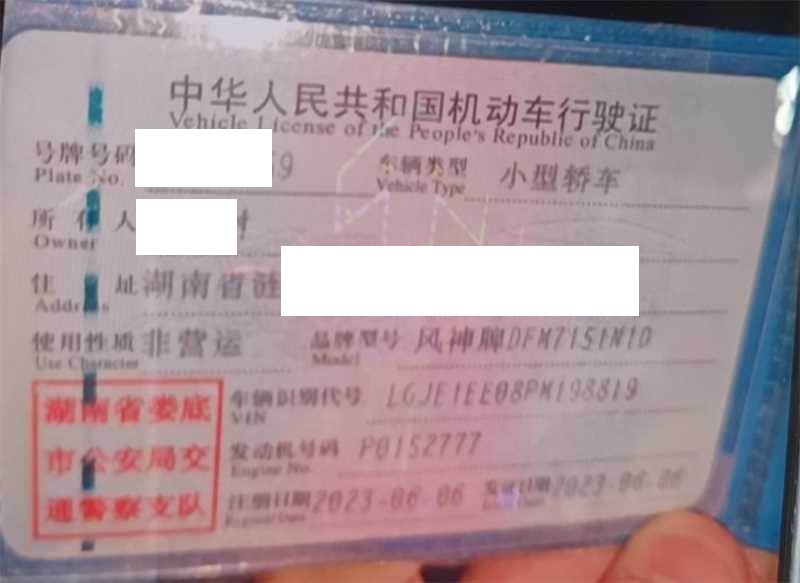 中华人民共和国机动车行驶证
Vehicle License of the People's Republic of China
号牌号码 59 车辆类型 小型轿车
Plate No. Vehicle Type
所有人
Owner
住址 湖南省涟
Address
使用性质 非营运 品牌型号 风神牌DFM7151N1D
Use Character Model
湖南省娄底 车辆识别代号 LGJE1EE08PM198819
VIN
市公安局交 发动机号码 P0152777
Engine No.
通警察支队 注册日期 2023-06-06 发证日期 2023-06-06
Register Date Issue Date